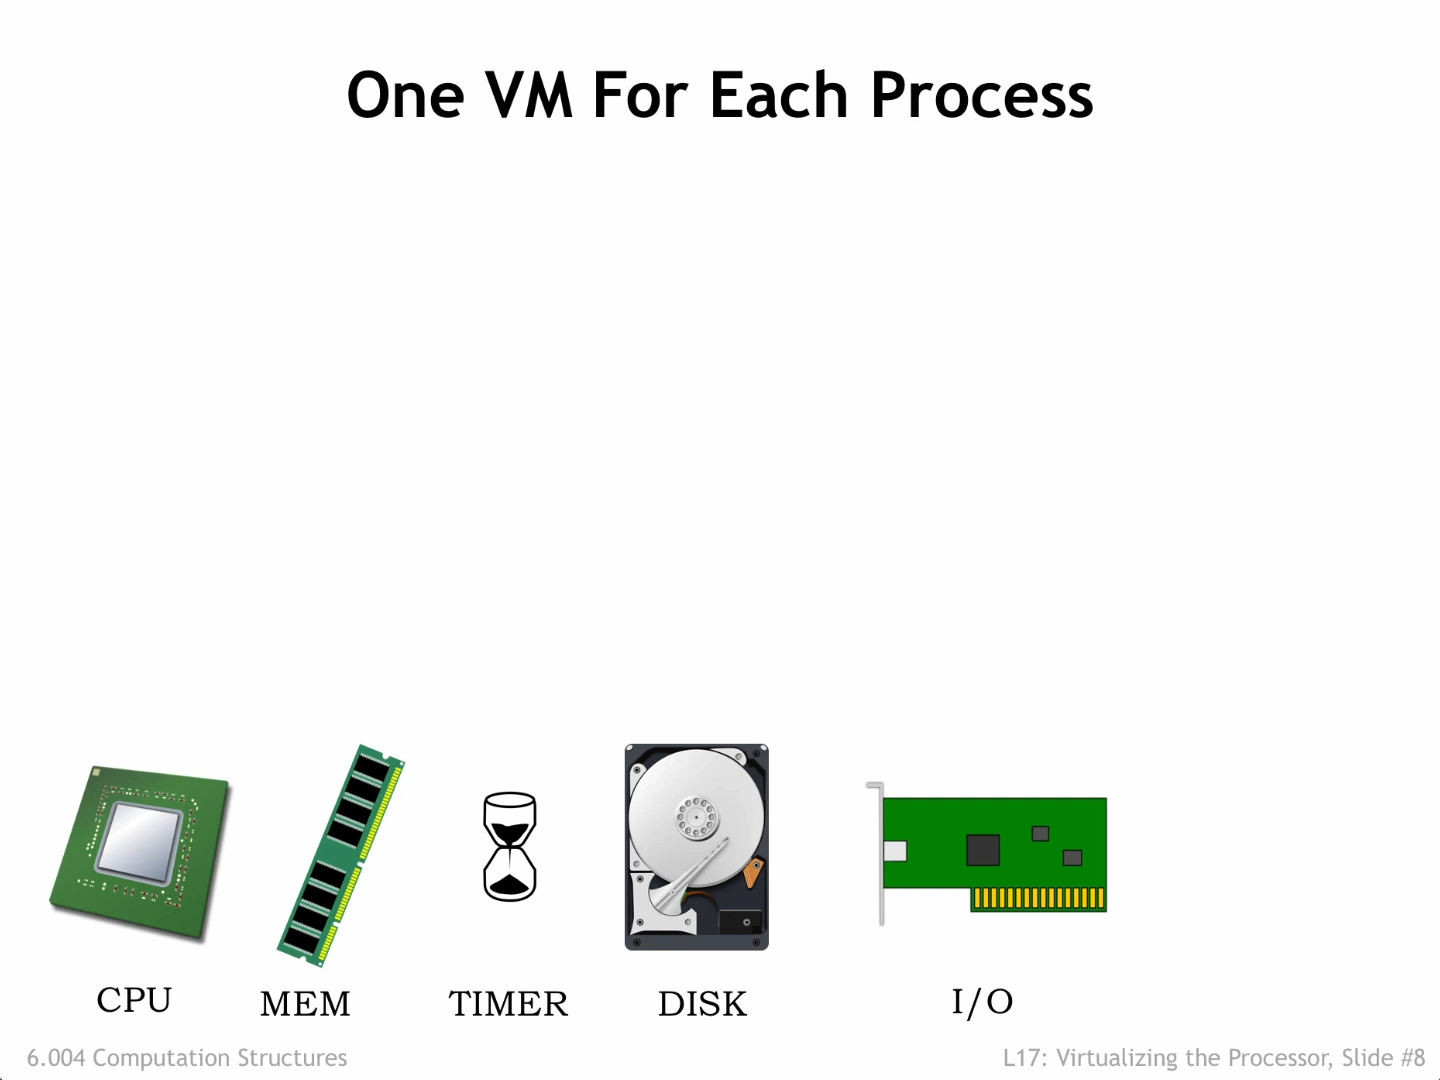 One VM For Each Process
CPU
MEM
TIMER
DISK
I/O
6.004 Computation Structures
L17: Virtualizing the Processor, Slide #8